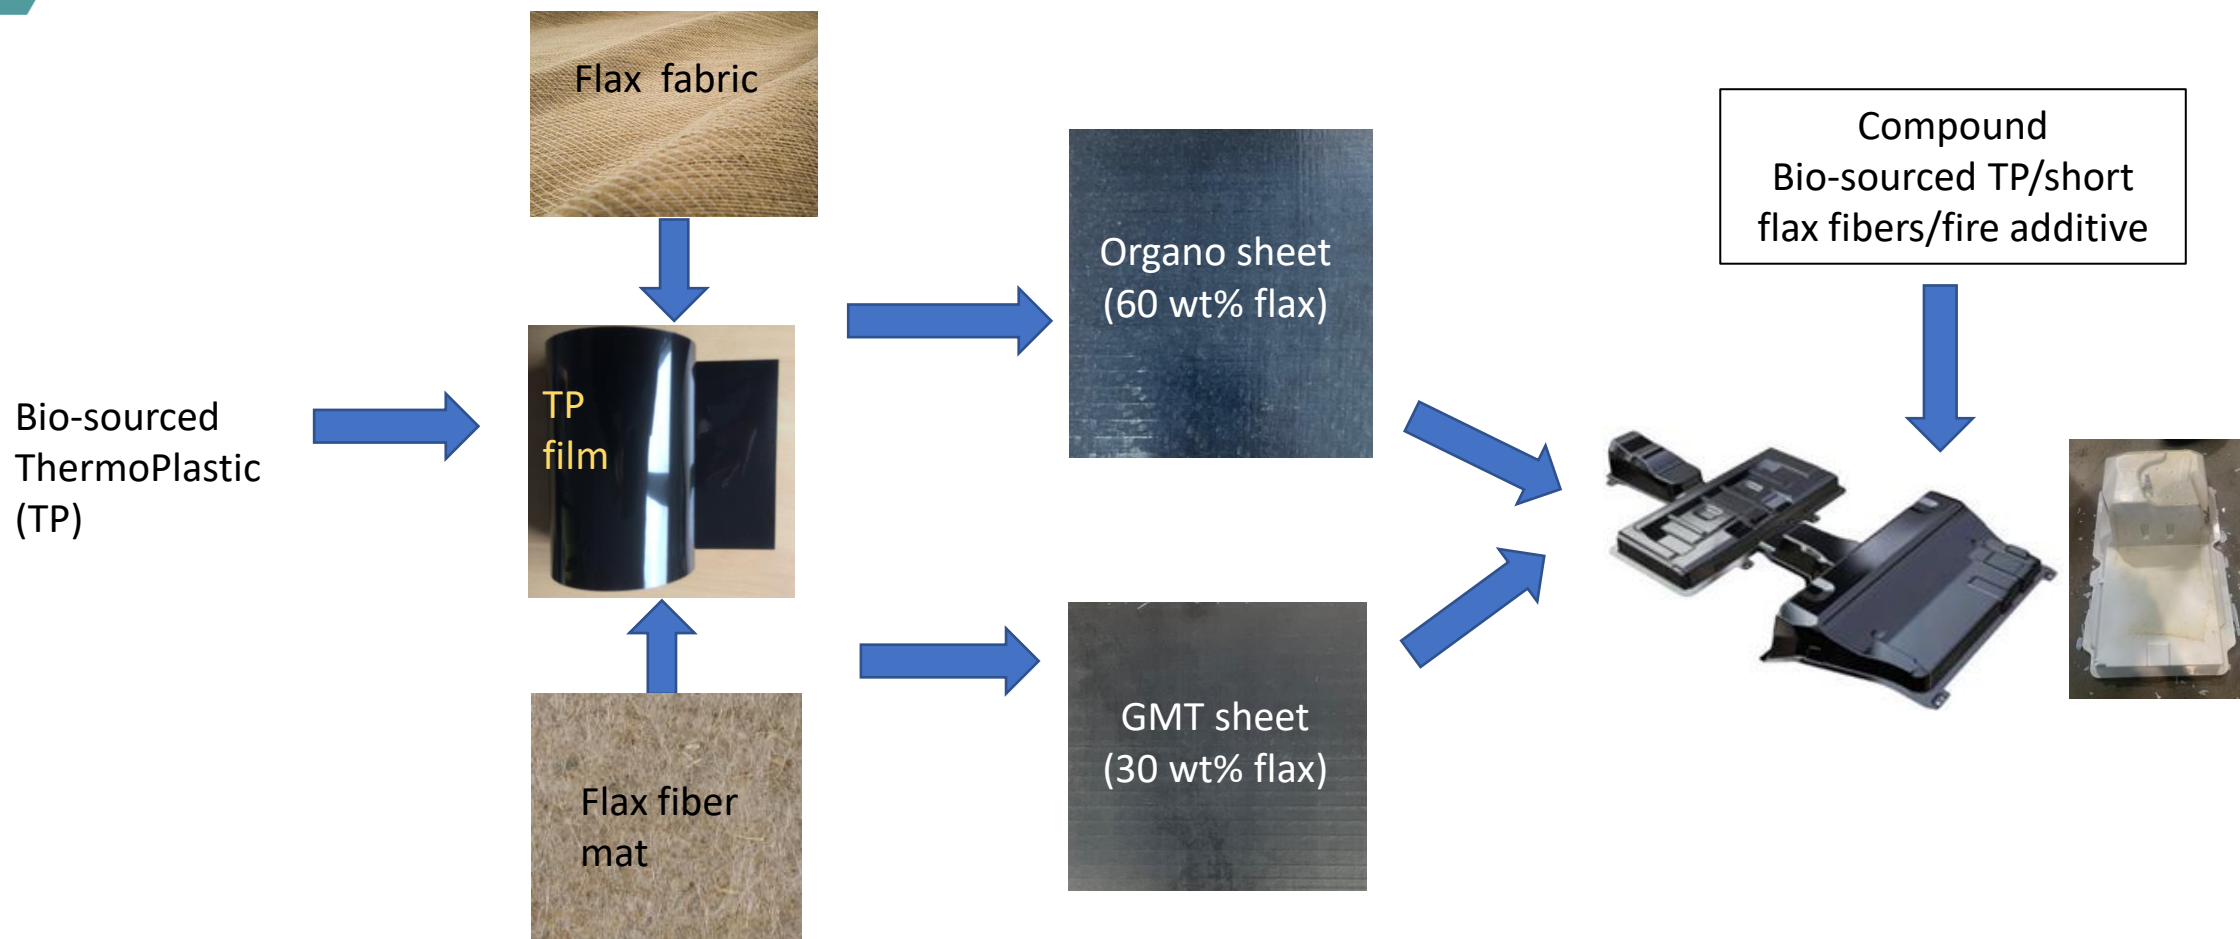 Flax fabric
Bio-sourced
ThermoPlastic
(TP)
TP
film
Flax fiber
mat
Organo sheet
(60 wt% flax)
GMT sheet
(30 wt% flax)
Compound
Bio-sourced TP/short
flax fibers/fire additive